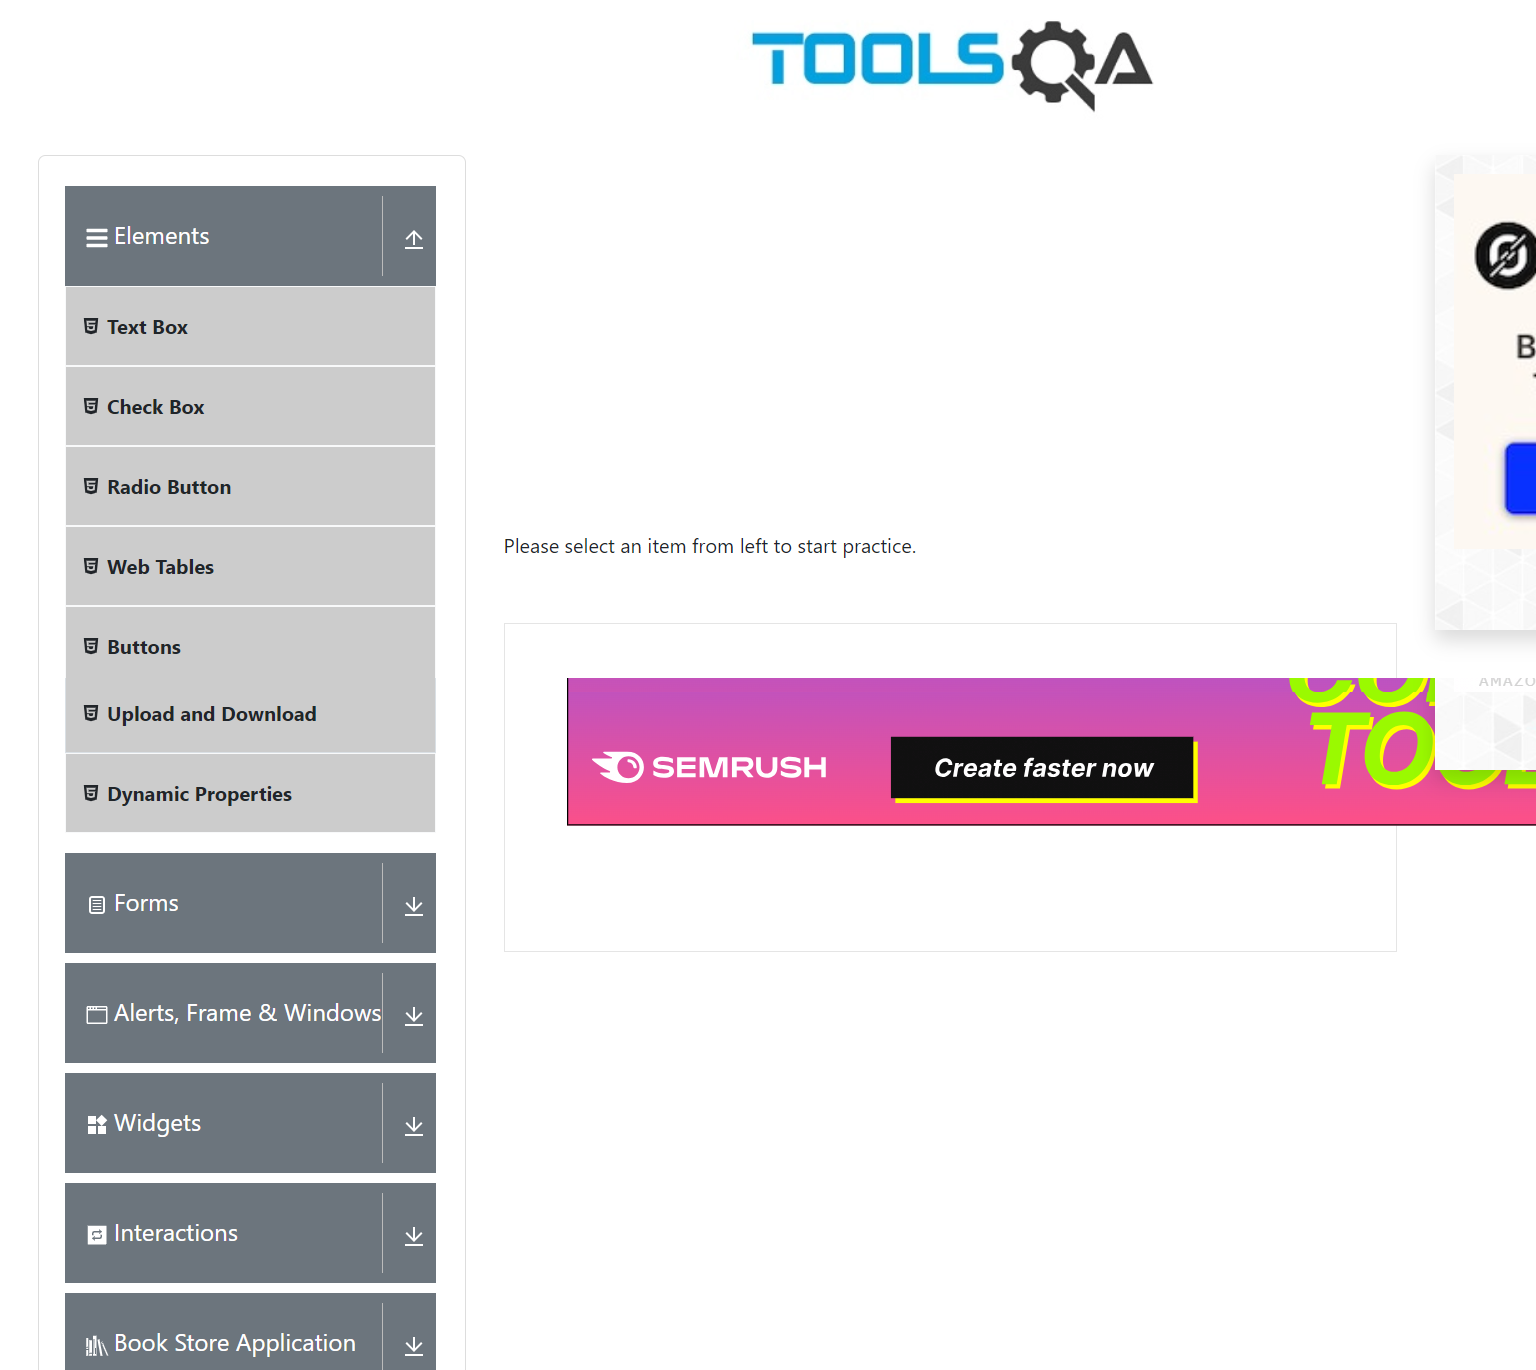 TOOLSQA
Elements
Text Box
Check Box
Radio Button
Web Tables
Buttons
Upload and Download
Dynamic Properties
Forms
Alerts, Frame & Windows
Widgets
Interactions
Book Store Application
Please select an item from left to start practice.
SEMRUSH
Create faster now